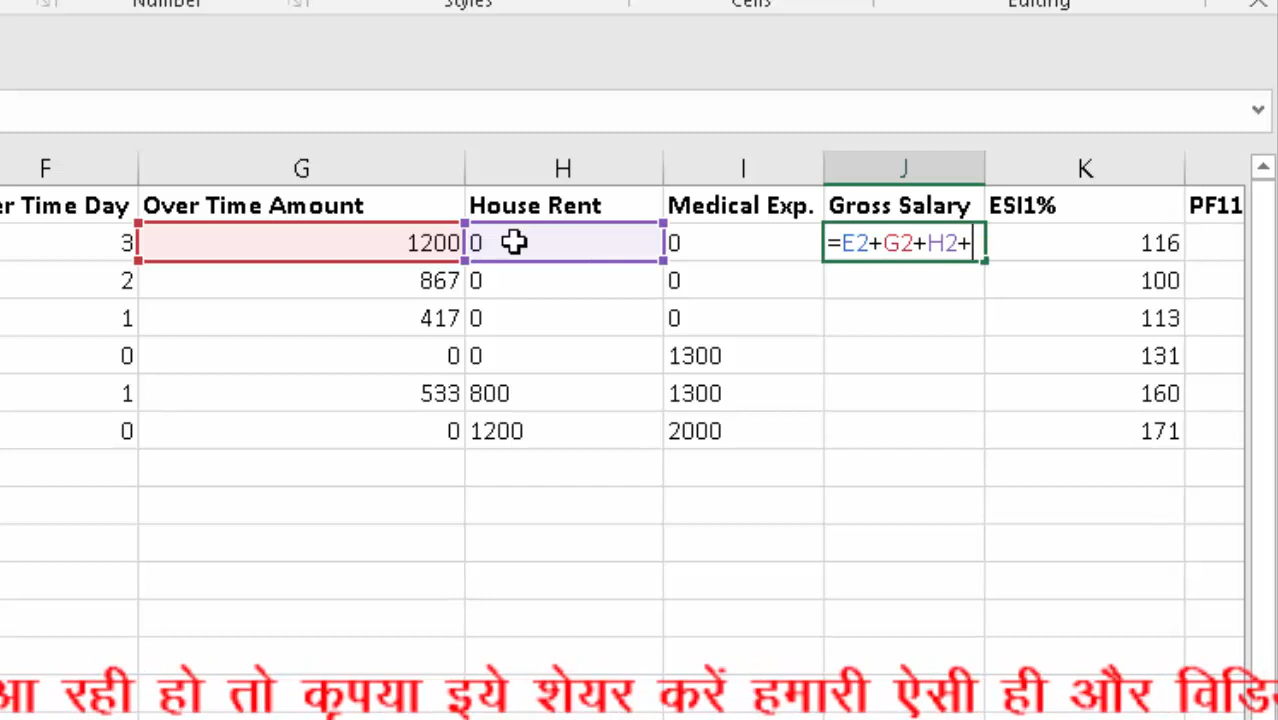 Number Styles Cells Editing
F G H I J K
er Time Day Over Time Amount House Rent Medical Exp. Gross Salary ESI1% PF11
3 1200 0 0 =E2+G2+H2+ 116
2 867 0 0 100
1 417 0 0 113
0 0 0 1300 131
1 533 800 1300 160
0 0 1200 2000 171
आ रही हो तो कृपया इये शेयर करें हमारी ऐसी ही और विडि